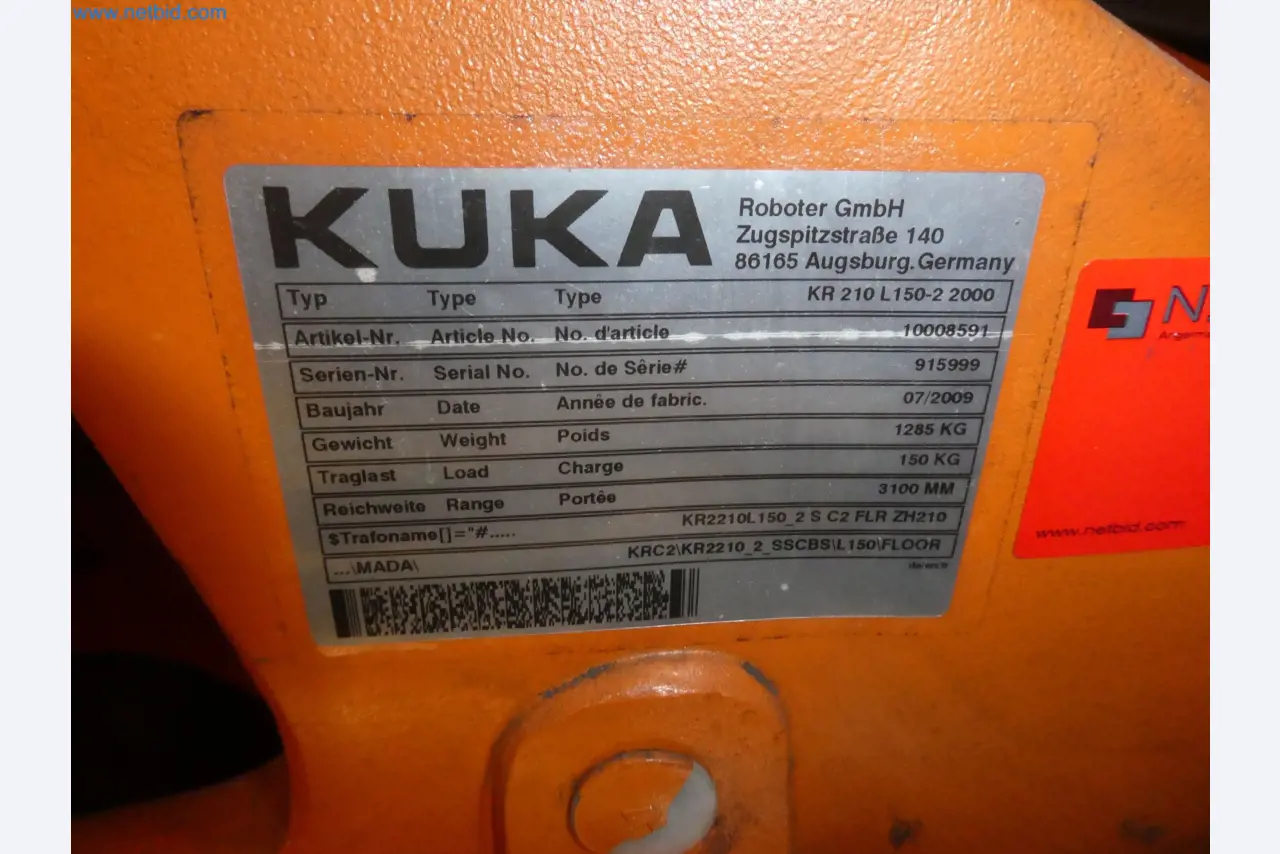 www.netbid.com
KUKA
Roboter GmbH
Zugspitzstraße 140
86165 Augsburg.Germany
Typ Type Type KR 210 L150-2 2000
Artikel-Nr. Article No. No. d'article 10008591
Serien-Nr. Serial No. No. de Sêrie# 915999
Baujahr Date Annêe de fabric. 07/2009
Gewicht Weight Poids 1285 KG
Traglast Load Charge 150 KG
Reichweite Range Portêe 3100 MM
$Trafoname[]="#..... KR2210L150_2 S C2 FLR ZH210
...\MADA\ KRC2\KR2210_2_SSCBS\L150\FLOOR
www.netbid.com